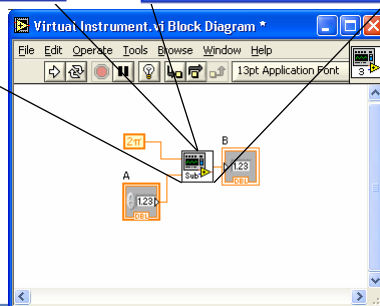 Virtual Instrument.vi Block Diagram *
File Edit Operate Tools Browse Window Help
13pt Application Font
3
2π
B
Sub
1.23
DBL
A
1.23
DBL